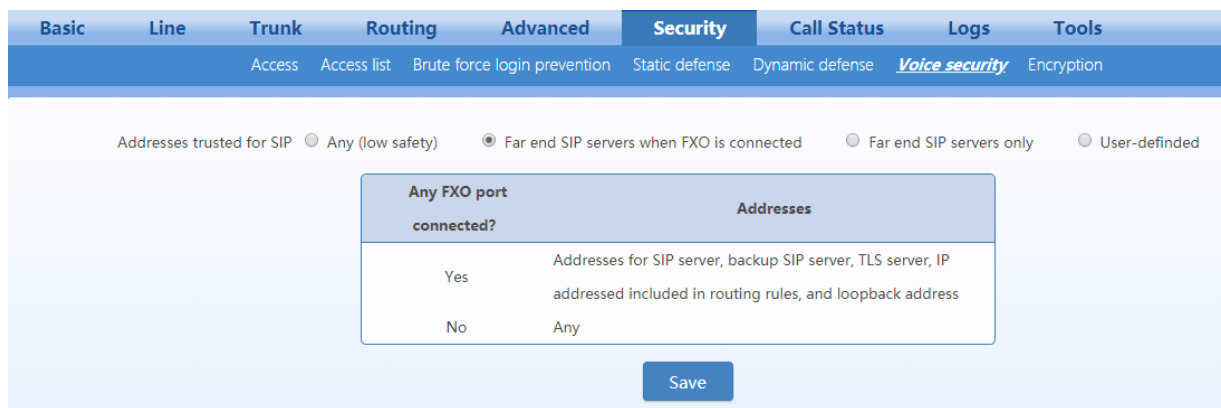 Basic Line Trunk Routing Advanced Security Call Status Logs Tools
Access Access list Brute force login prevention Static defense Dynamic defense Voice security Encryption
Addresses trusted for SIP Any (low safety) Far end SIP servers when FXO is connected Far end SIP servers only User-definded
Any FXO port
connected?
Addresses
Yes
Addresses for SIP server, backup SIP server, TLS server, IP
addressed included in routing rules, and loopback address
No Any
Save